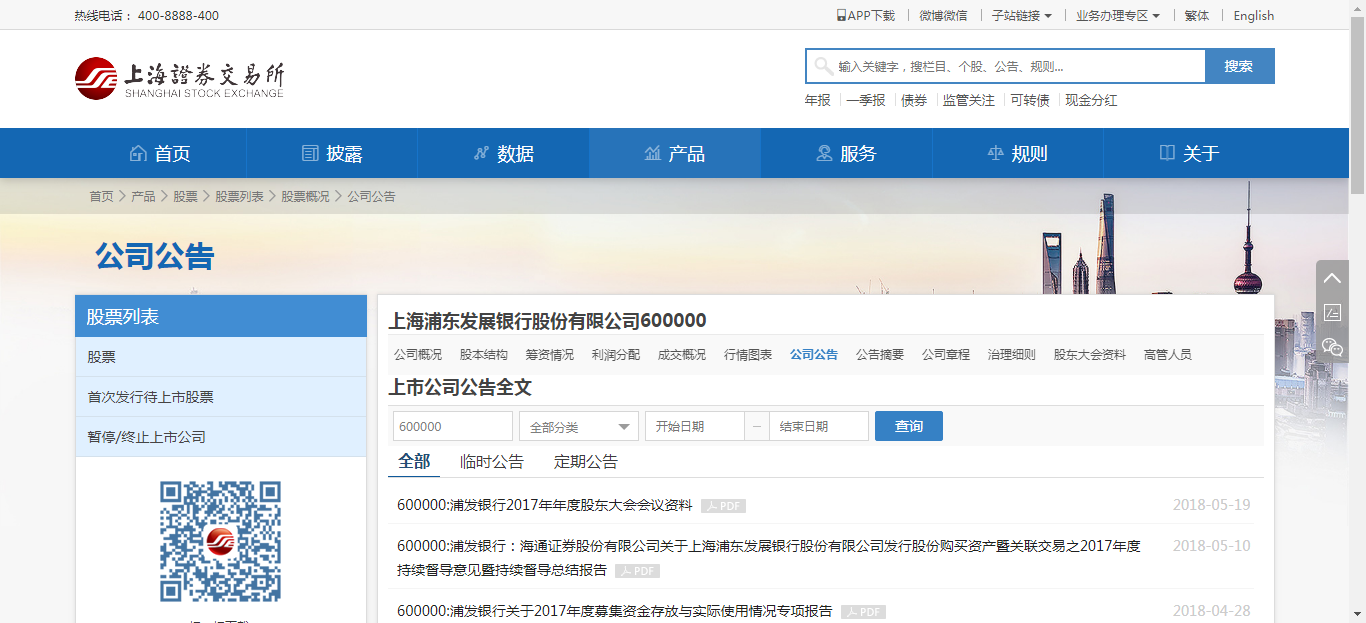 热线电话： 400-8888-400
APP下载 微博微信 子站链接 业务办理专区 繁体 English
上海證券交易所
SHANGHAI STOCK EXCHANGE
输入关键字，搜栏目、个股、公告、规则... 搜索
年报 一季报 债券 监管关注 可转债 现金分红
首页 披露 数据 产品 服务 规则 关于
首页 产品 股票 股票列表 股票概况 公司公告
公司公告
股票列表
股票
首次发行待上市股票
暂停/终止上市公司
上海浦东发展银行股份有限公司600000
公司概况 股本结构 筹资情况 利润分配 成交概况 行情图表 公司公告 公告摘要 公司章程 治理细则 股东大会资料 高管人员
上市公司公告全文
600000 全部分类 开始日期 – 结束日期 查询
全部 临时公告 定期公告
600000:浦发银行2017年年度股东大会会议资料 PDF 2018-05-19
600000:浦发银行：海通证券股份有限公司关于上海浦东发展银行股份有限公司发行股份购买资产暨关联交易之2017年度 2018-05-10
持续督导意见暨持续督导总结报告 PDF
600000:浦发银行关于2017年度募集资金存放与实际使用情况专项报告 PDF 2018-04-28